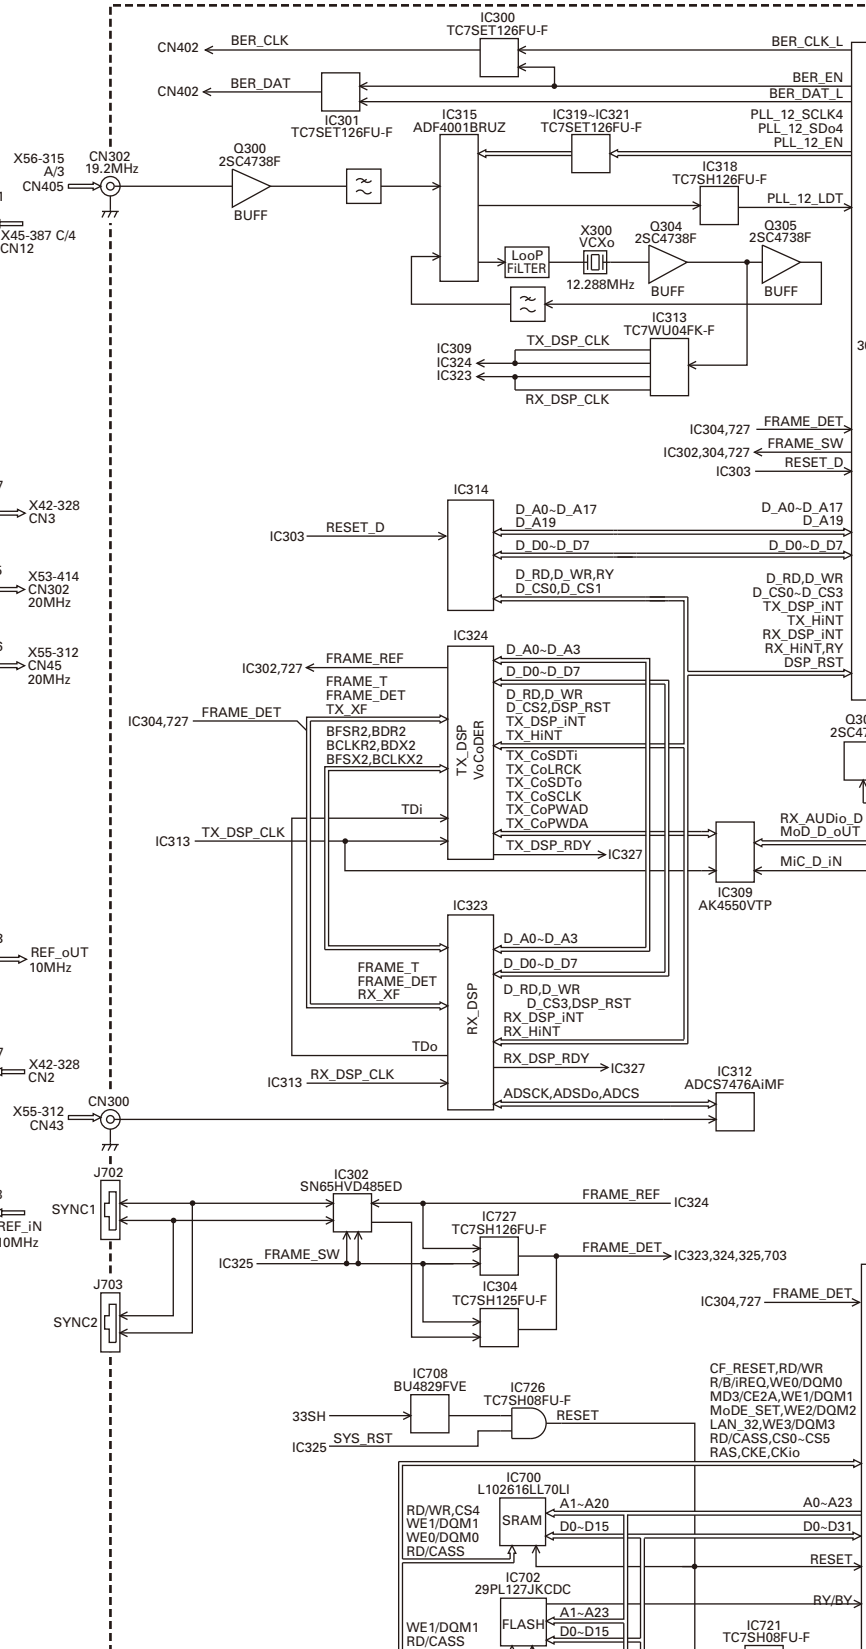 IC300
TC7SET126FU-F
CN402
BER_CLK
BER_CLK_L
BER_EN
CN402
BER_DAT
BER_DAT_L
IC301
TC7SET126FU-F
IC315
ADF4001BRUZ
IC319~IC321
TC7SET126FU-F
PLL_12_SCLK4
PLL_12_SDo4
PLL_12_EN
X56-315
A/3
CN405
CN302
19.2MHz
Q300
2SC4738F
BUFF
IC318
TC7SH126FU-F
PLL_12_LDT
X45-387 C/4
CN12
LooP
FiLTER
X300
VCXo
12.288MHz
Q304
2SC4738F
BUFF
Q305
2SC4738F
BUFF
IC313
TC7WU04FK-F
TX_DSP_CLK
IC309
IC324
IC323
RX_DSP_CLK
IC304,727
FRAME_DET
IC302,304,727
FRAME_SW
IC303
RESET_D
X42-328
CN3
IC314
IC303
RESET_D
D_A0~D_A17
D_A19
D_D0~D_D7
D_RD,D_WR,RY
D_CS0,D_CS1
D_A0~D_A17
D_A19
D_D0~D_D7
D_RD,D_WR
D_CS0~D_CS3
TX_DSP_iNT
TX_HiNT
RX_DSP_iNT
RX_HiNT,RY
DSP_RST
X53-414
CN302
20MHz
X55-312
CN45
20MHz
IC324
TX_DSP
VoCoDER
IC302,727
FRAME_REF
FRAME_T
FRAME_DET
TX_XF
IC304,727
FRAME_DET
BFSR2,BDR2
BCLKR2,BDX2
BFSX2,BCLKX2
TDi
IC313
TX_DSP_CLK
D_A0~D_A3
D_D0~D_D7
D_RD,D_WR
D_CS2,DSP_RST
TX_DSP_iNT
TX_HiNT
TX_CoSDTi
TX_CoLRCK
TX_CoSDTo
TX_CoSCLK
TX_CoPWAD
TX_CoPWDA
TX_DSP_RDY
IC327
RX_AUDio_D
MoD_D_oUT
MiC_D_iN
IC309
AK4550VTP
REF_oUT
10MHz
IC323
RX_DSP
FRAME_T
FRAME_DET
RX_XF
TDo
IC313
RX_DSP_CLK
D_A0~D_A3
D_D0~D_D7
D_RD,D_WR
D_CS3,DSP_RST
RX_DSP_iNT
RX_HiNT
RX_DSP_RDY
IC327
ADSCK,ADSDo,ADCS
IC312
ADCS7476AiMF
X42-328
CN2
X55-312
CN43
CN300
J702
SYNC1
IC302
SN65HVD485ED
FRAME_REF
IC324
REF_iN
10MHz
IC325
FRAME_SW
IC727
TC7SH126FU-F
FRAME_DET
IC323,324,325,703
J703
SYNC2
IC304
TC7SH125FU-F
IC304,727
FRAME_DET
IC708
BU4829FVE
33SH
IC726
TC7SH08FU-F
RESET
IC325
SYS_RST
CF_RESET,RD/WR
R/B/iREQ,WE0/DQM0
MD3/CE2A,WE1/DQM1
MoDE_SET,WE2/DQM2
LAN_32,WE3/DQM3
RD/CASS,CS0~CS5
RAS,CKE,CKio
IC700
L102616LL70LI
SRAM
RD/WR,CS4
WE1/DQM1
WE0/DQM0
RD/CASS
A1~A20
D0~D15
A0~A23
D0~D31
RESET
IC702
29PL127JKCDC
FLASH
WE1/DQM1
RD/CASS
A1~A23
D0~D15
RY/BY
IC721
TC7SH08FU-F